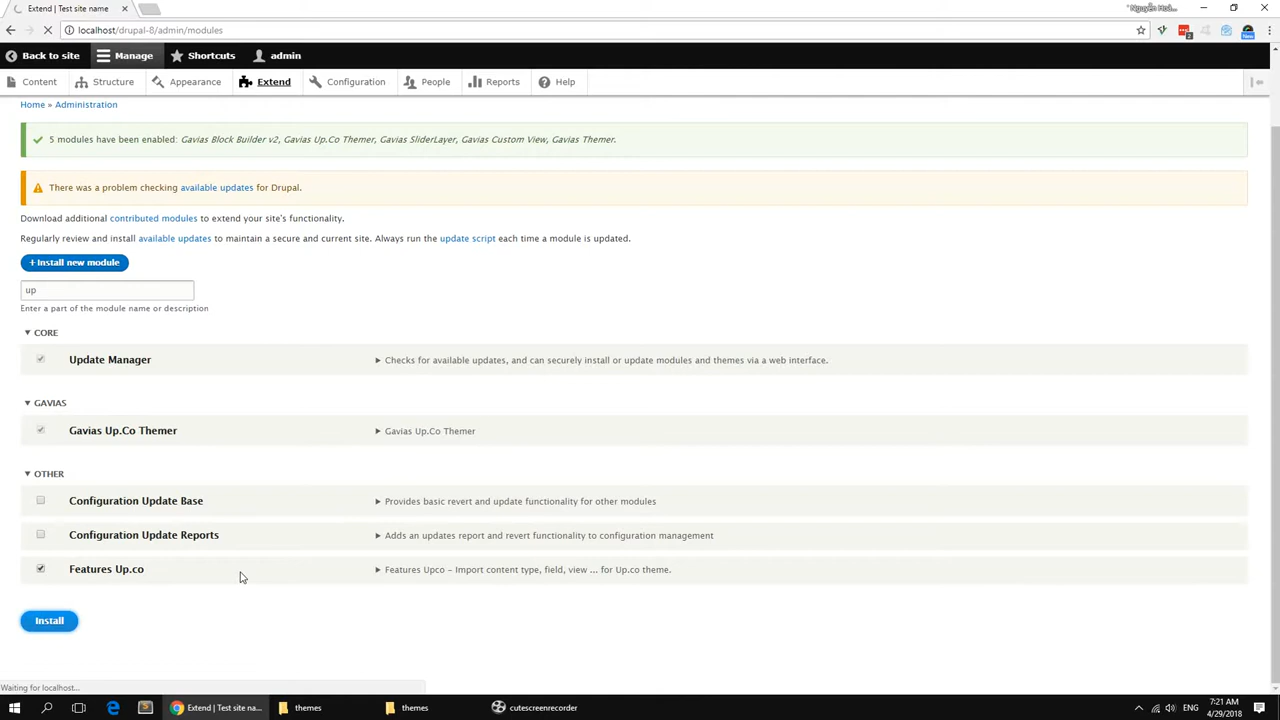 Extend | Test site name
Nguyễn Hoà...
localhost/drupal-8/admin/modules
2
New
Back to site
Manage
Shortcuts
admin
Content
Structure
Appearance
Extend
Configuration
People
Reports
Help
Home » Administration
5 modules have been enabled: Gavias Block Builder v2, Gavias Up.Co Themer, Gavias SliderLayer, Gavias Custom View, Gavias Themer.
There was a problem checking available updates for Drupal.
Download additional contributed modules to extend your site's functionality.
Regularly review and install available updates to maintain a secure and current site. Always run the update script each time a module is updated.
+ Install new module
up
Enter a part of the module name or description
▼ CORE
Update Manager
▶ Checks for available updates, and can securely install or update modules and themes via a web interface.
▼ GAVIAS
Gavias Up.Co Themer
▶ Gavias Up.Co Themer
▼ OTHER
Configuration Update Base
▶ Provides basic revert and update functionality for other modules
Configuration Update Reports
▶ Adds an updates report and revert functionality to configuration management
Features Up.co
▶ Features Upco – Import content type, field, view ... for Up.co theme.
Install
Waiting for localhost...
Extend | Test site na...
themes
themes
cutescreenrecorder
ENG
7:21 AM
4/29/2018